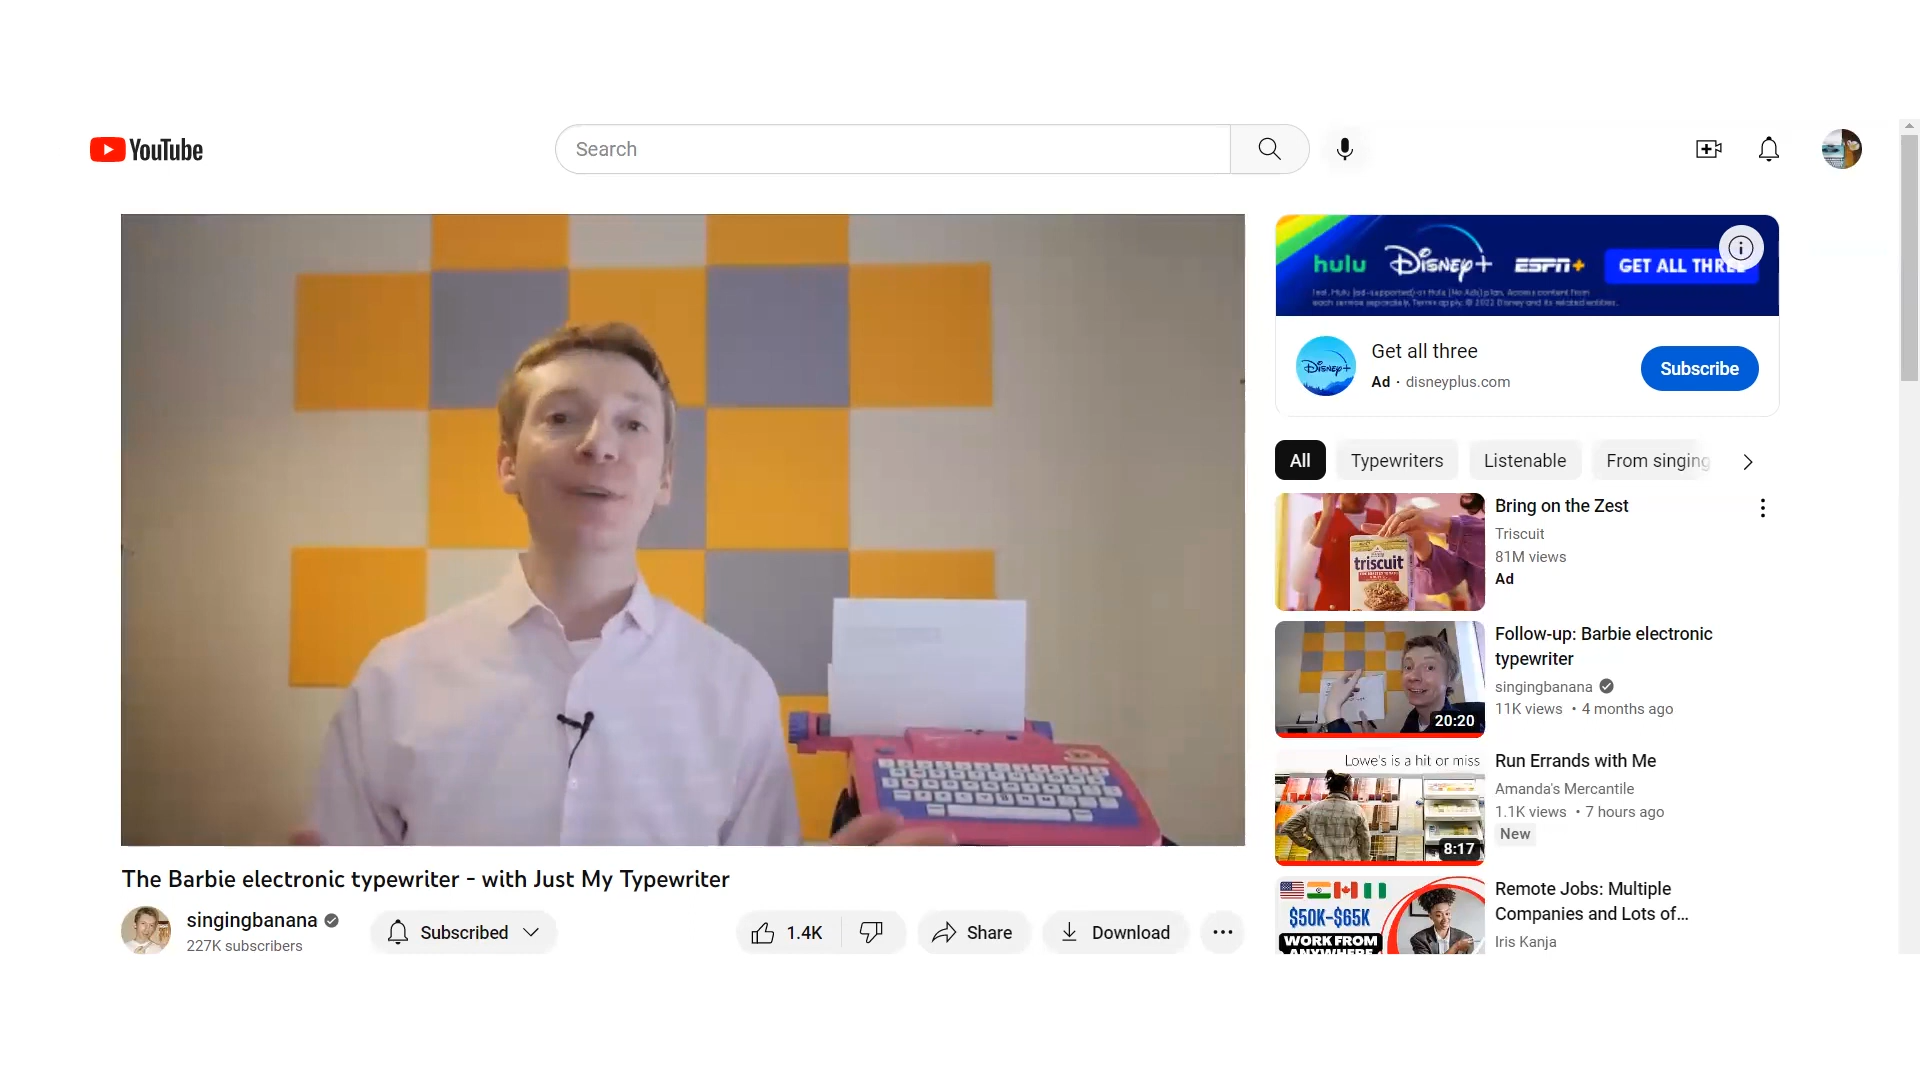 YouTube
Search
hulu Disney+ ESPN+ GET ALL THRE
Get all three
Disney+
Ad · disneyplus.com
Subscribe
All
Typewriters
Listenable
From singing
triscuit
Bring on the Zest
Triscuit
81M views
Ad
Follow-up: Barbie electronic
typewriter
singingbanana
11K views • 4 months ago
20:20
Lowe's is a hit or miss
Run Errands with Me
Amanda's Mercantile
1.1K views • 7 hours ago
New
8:17
$50K-$65K
WORK FROM
ANYWHERE
Remote Jobs: Multiple
Companies and Lots of...
Iris Kanja
The Barbie electronic typewriter - with Just My Typewriter
singingbanana
227K subscribers
Subscribed
1.4K
Share
Download